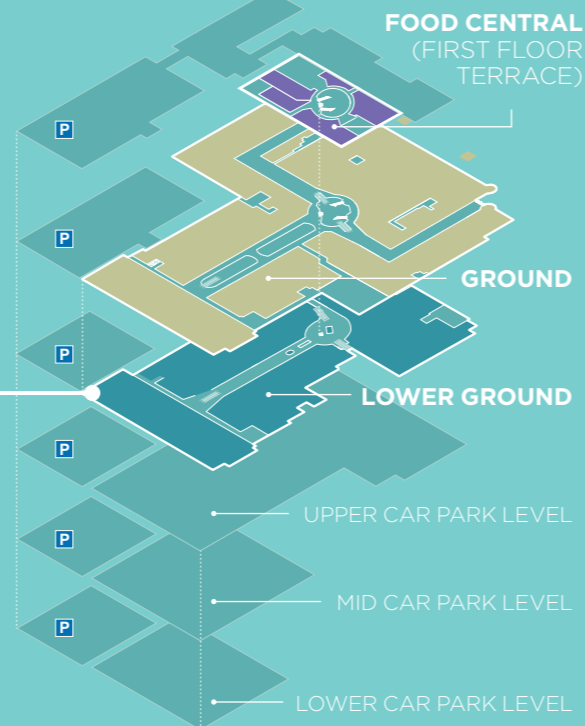 FOOD CENTRAL
(FIRST FLOOR
TERRACE)
P
P
GROUND
P
LOWER GROUND
P
UPPER CAR PARK LEVEL
P
MID CAR PARK LEVEL
P
LOWER CAR PARK LEVEL